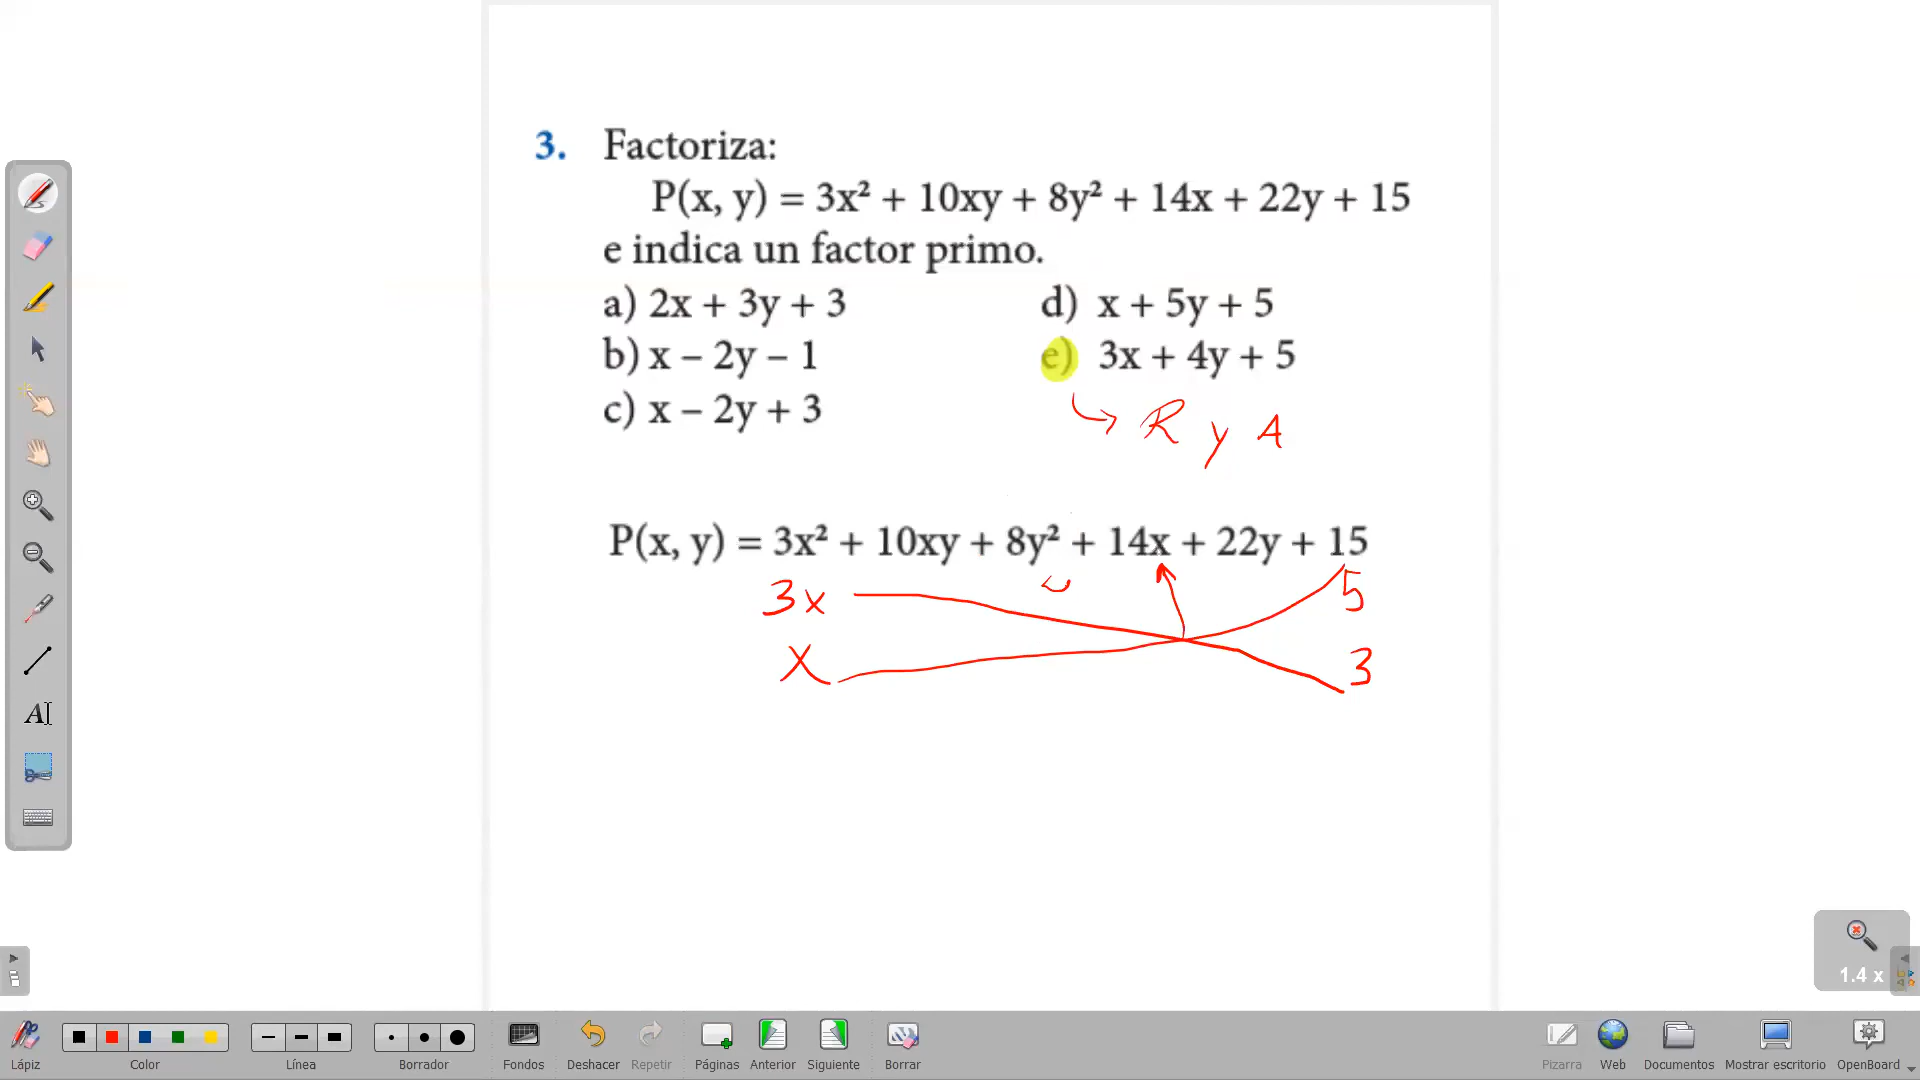 3. Factoriza:
P(x, y) = 3x² + 10xy + 8y² + 14x + 22y + 15
e indica un factor primo.
a) 2x + 3y + 3
d) x + 5y + 5
b) x – 2y – 1
e) 3x + 4y + 5
c) x – 2y + 3
R y A
P(x, y) = 3x² + 10xy + 8y² + 14x + 22y + 15
3x 5
x 3
1.4 x
Lápiz
Color
Línea
Borrador
Fondos
Deshacer
Repetir
Páginas
Anterior
Siguiente
Borrar
Pizarra
Web
Documentos
Mostrar escritorio
OpenBoard